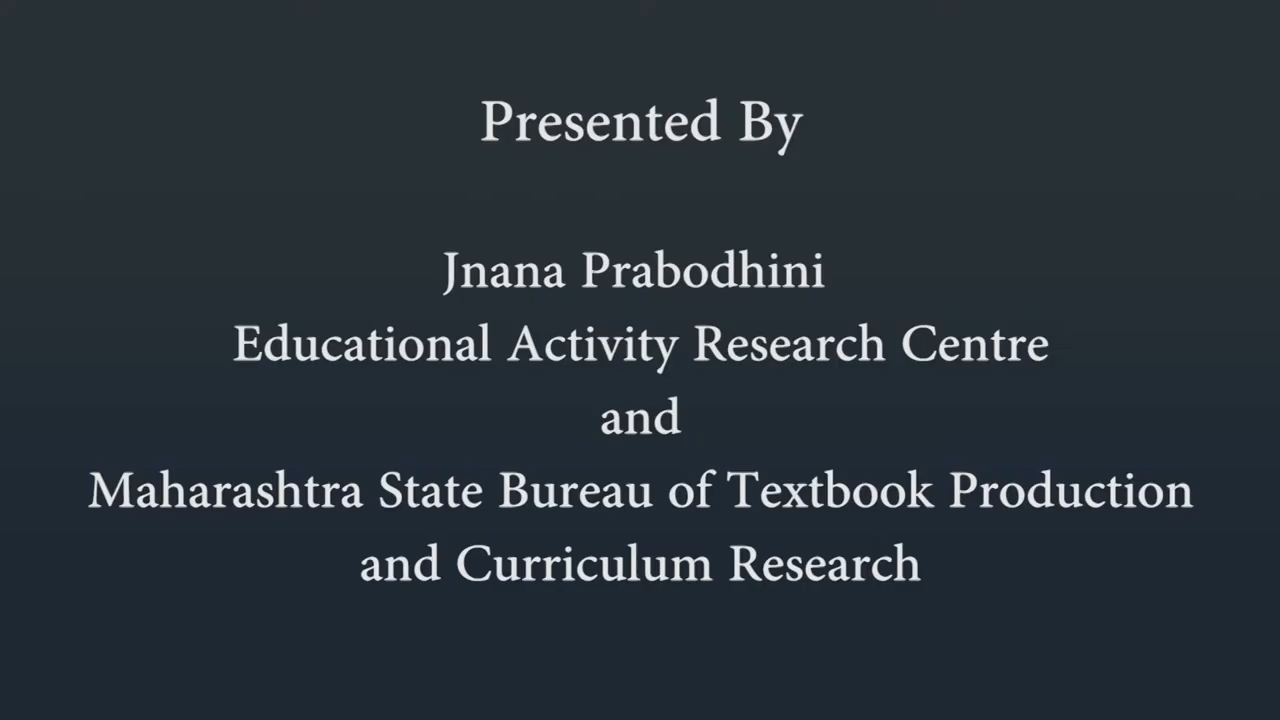 Presented By
Jnana Prabodhini
Educational Activity Research Centre
and
Maharashtra State Bureau of Textbook Production
and Curriculum Research